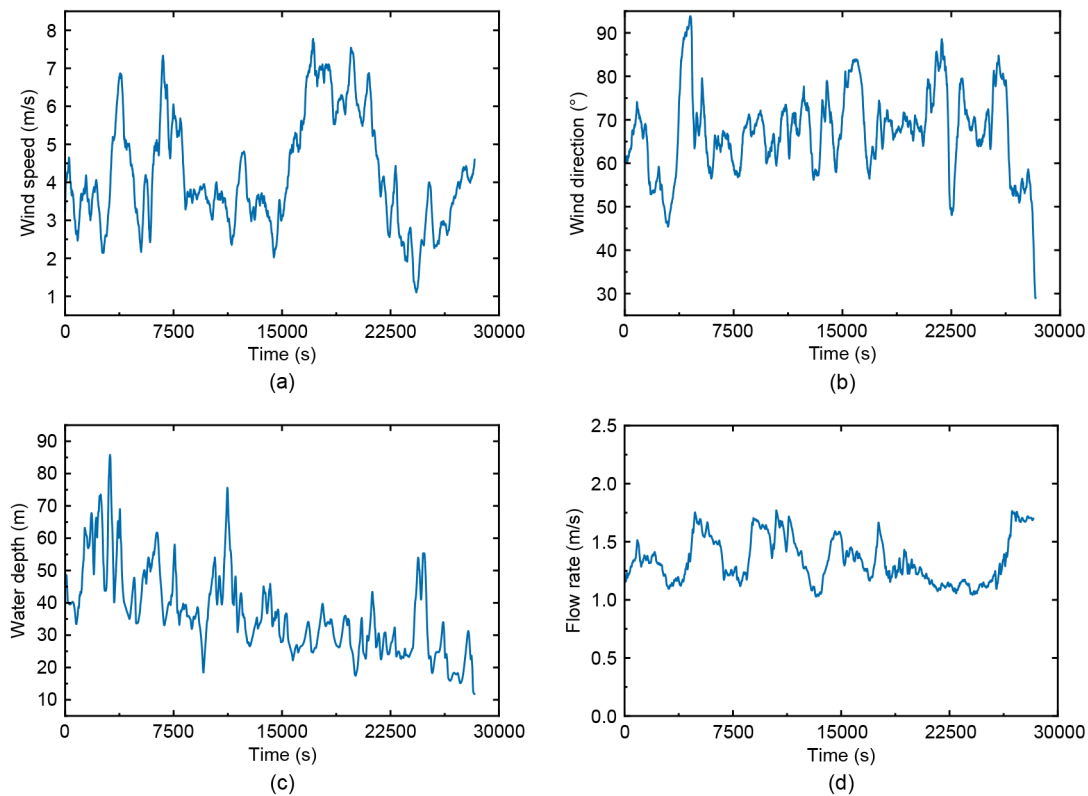 Wind speed (m/s)
8
7
6
5
4
3
2
1
0 7500 15000 22500 30000
Time (s)
(a)
Wind direction (°)
90
80
70
60
50
40
30
0 7500 15000 22500 30000
Time (s)
(b)
Water depth (m)
90
80
70
60
50
40
30
20
10
0 7500 15000 22500 30000
Time (s)
(c)
Flow rate (m/s)
2.5
2.0
1.5
1.0
0.5
0.0
0 7500 15000 22500 30000
Time (s)
(d)